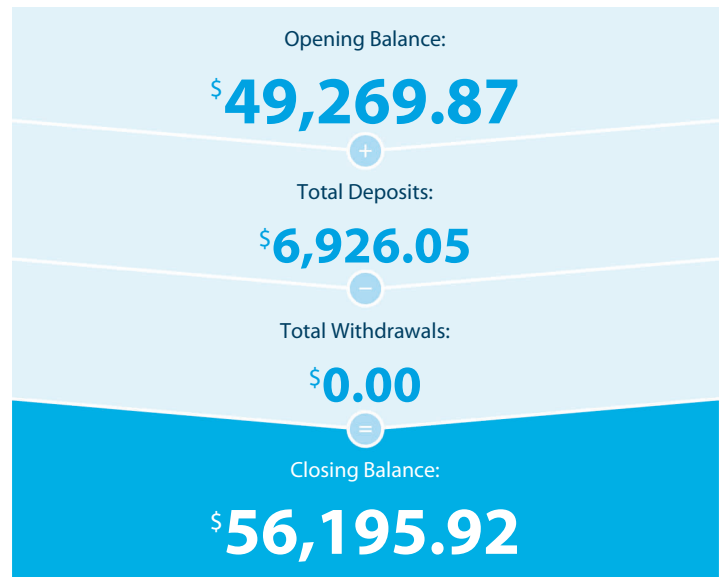 Opening Balance:
$49,269.87
+
Total Deposits:
$6,926.05
−
Total Withdrawals:
$0.00
=
Closing Balance:
$56,195.92